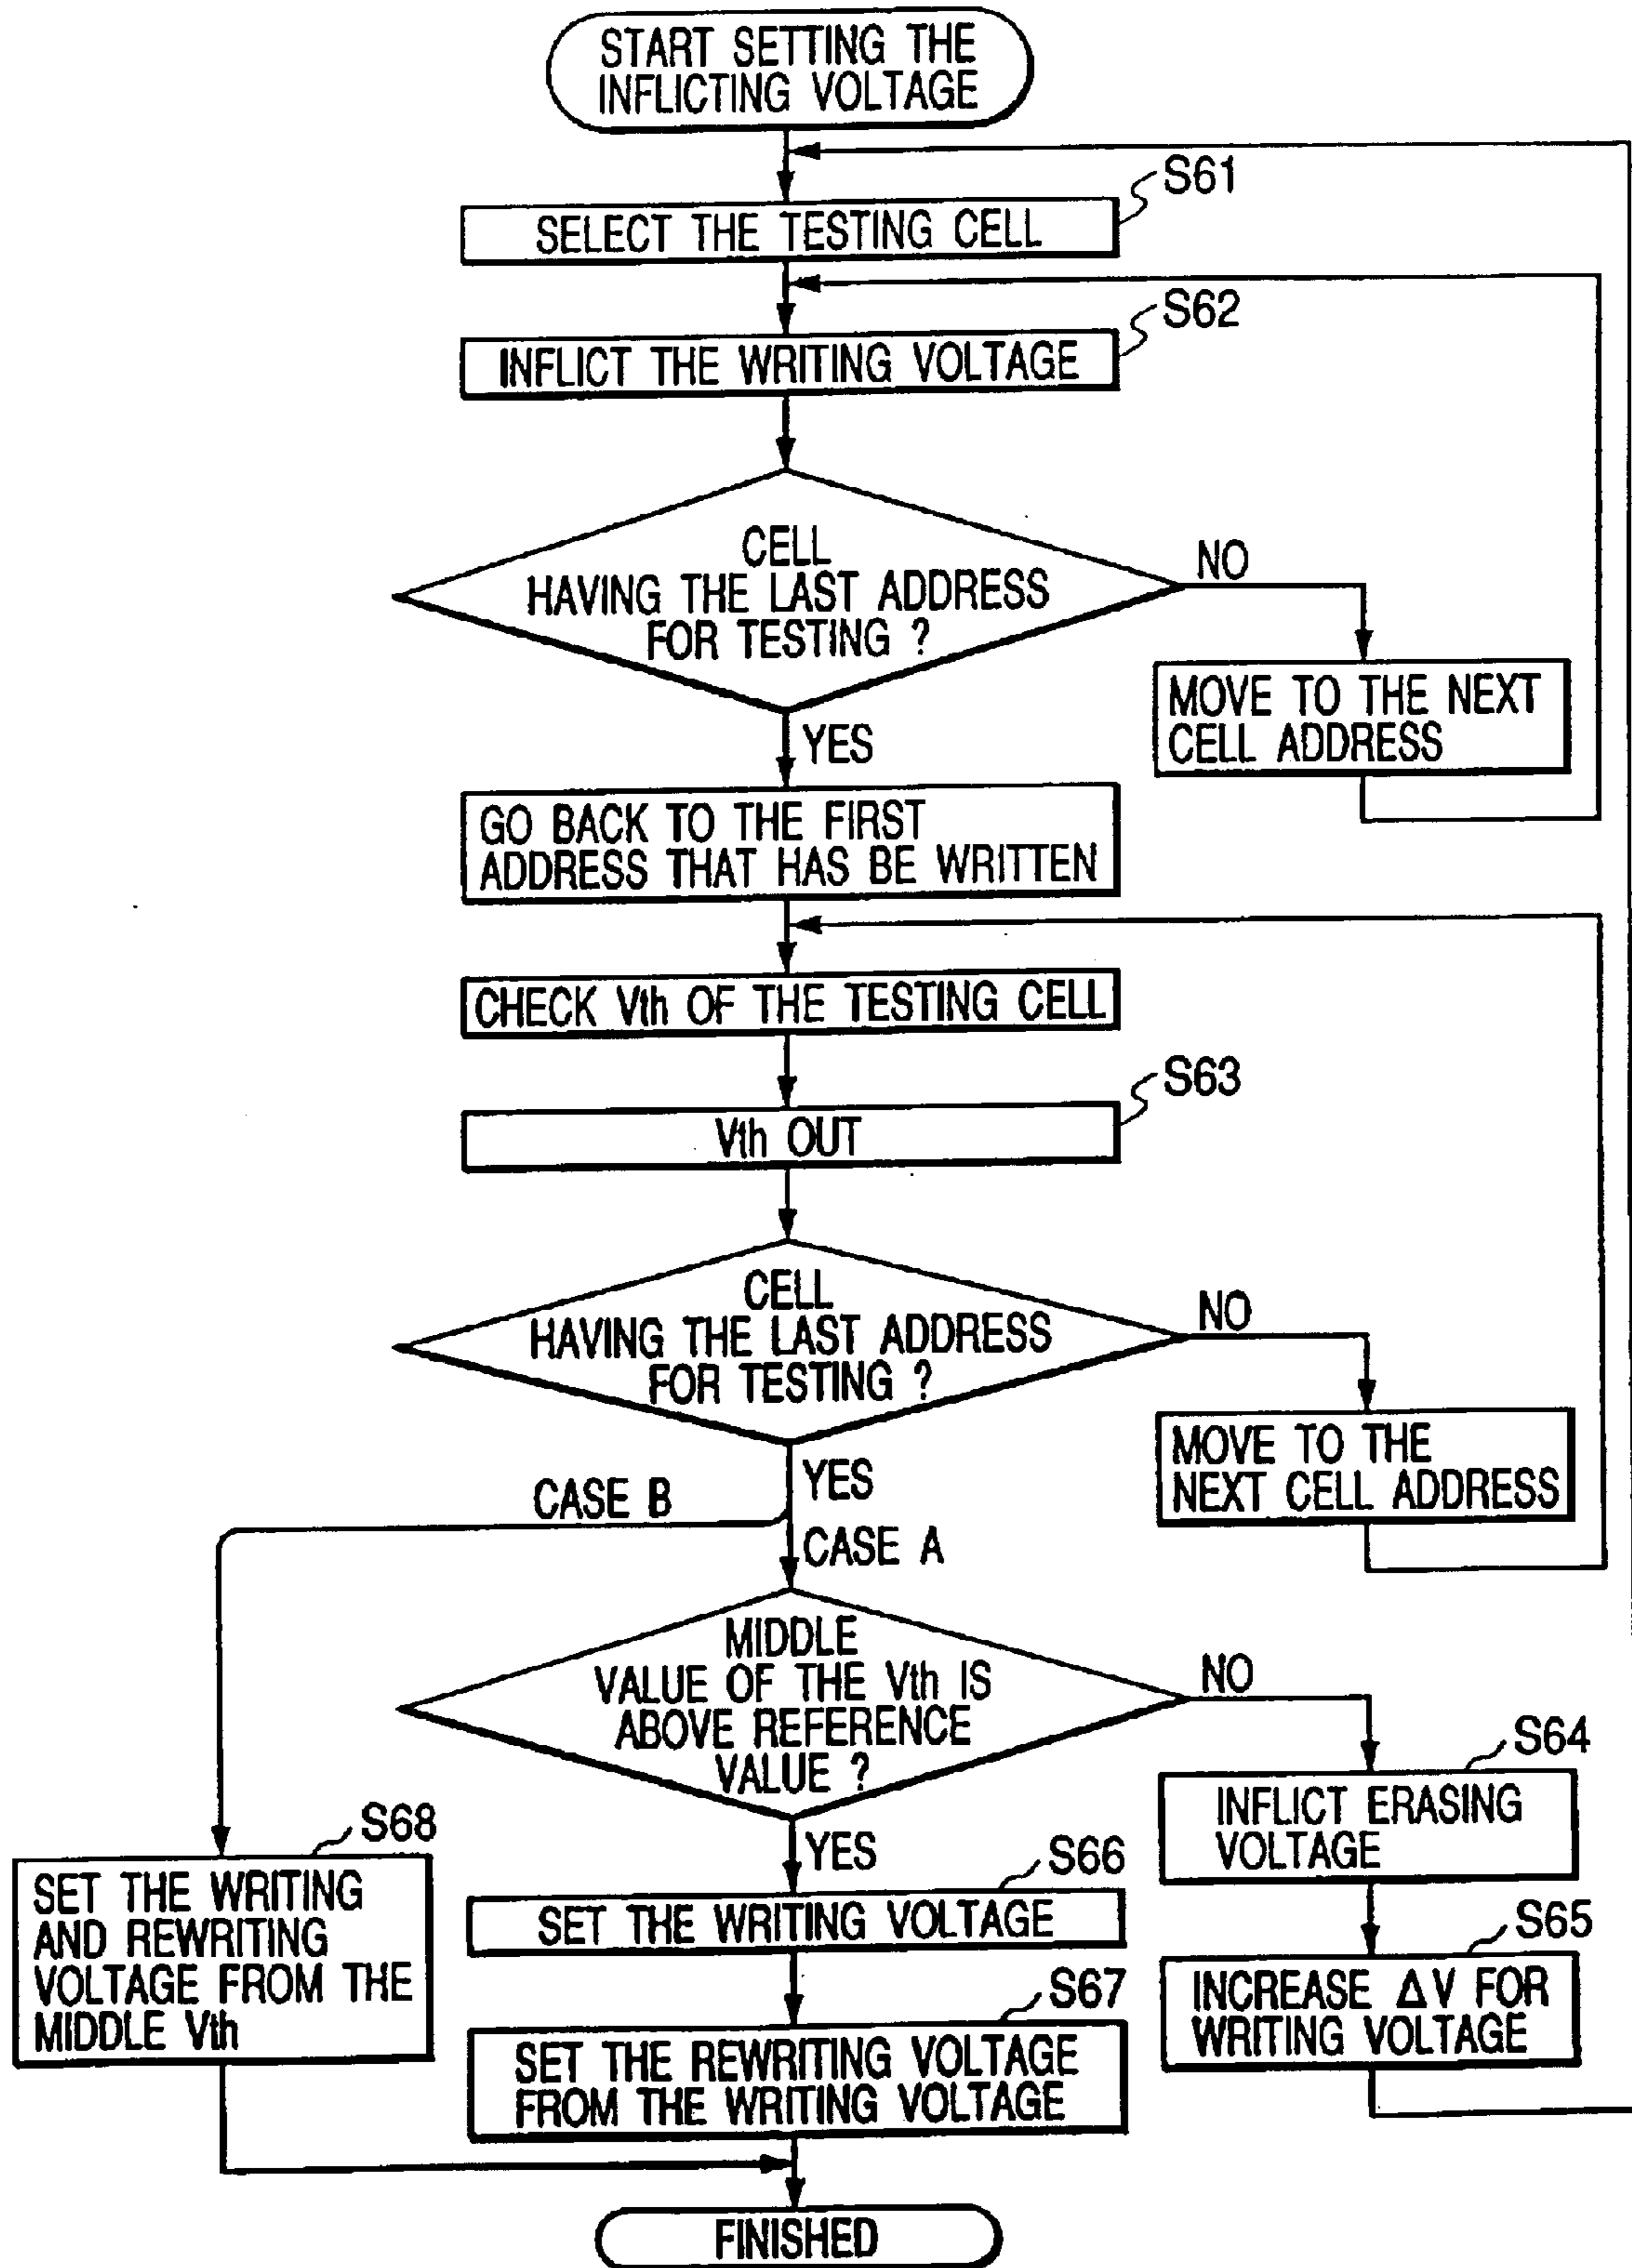 START SETTING THE
INFLICTING VOLTAGE
S61
SELECT THE TESTING CELL
S62
INFLICT THE WRITING VOLTAGE
CELL
HAVING THE LAST ADDRESS
FOR TESTING ?
NO
MOVE TO THE NEXT
CELL ADDRESS
YES
GO BACK TO THE FIRST
ADDRESS THAT HAS BE WRITTEN
CHECK Vth OF THE TESTING CELL
S63
Vth OUT
CELL
HAVING THE LAST ADDRESS
FOR TESTING ?
NO
MOVE TO THE
NEXT CELL ADDRESS
YES
CASE B
CASE A
MIDDLE
VALUE OF THE Vth IS
ABOVE REFERENCE
VALUE ?
NO
S64
INFLICT ERASING
VOLTAGE
S65
INCREASE ΔV FOR
WRITING VOLTAGE
YES
S66
SET THE WRITING VOLTAGE
S67
SET THE REWRITING VOLTAGE
FROM THE WRITING VOLTAGE
S68
SET THE WRITING
AND REWRITING
VOLTAGE FROM THE
MIDDLE Vth
FINISHED